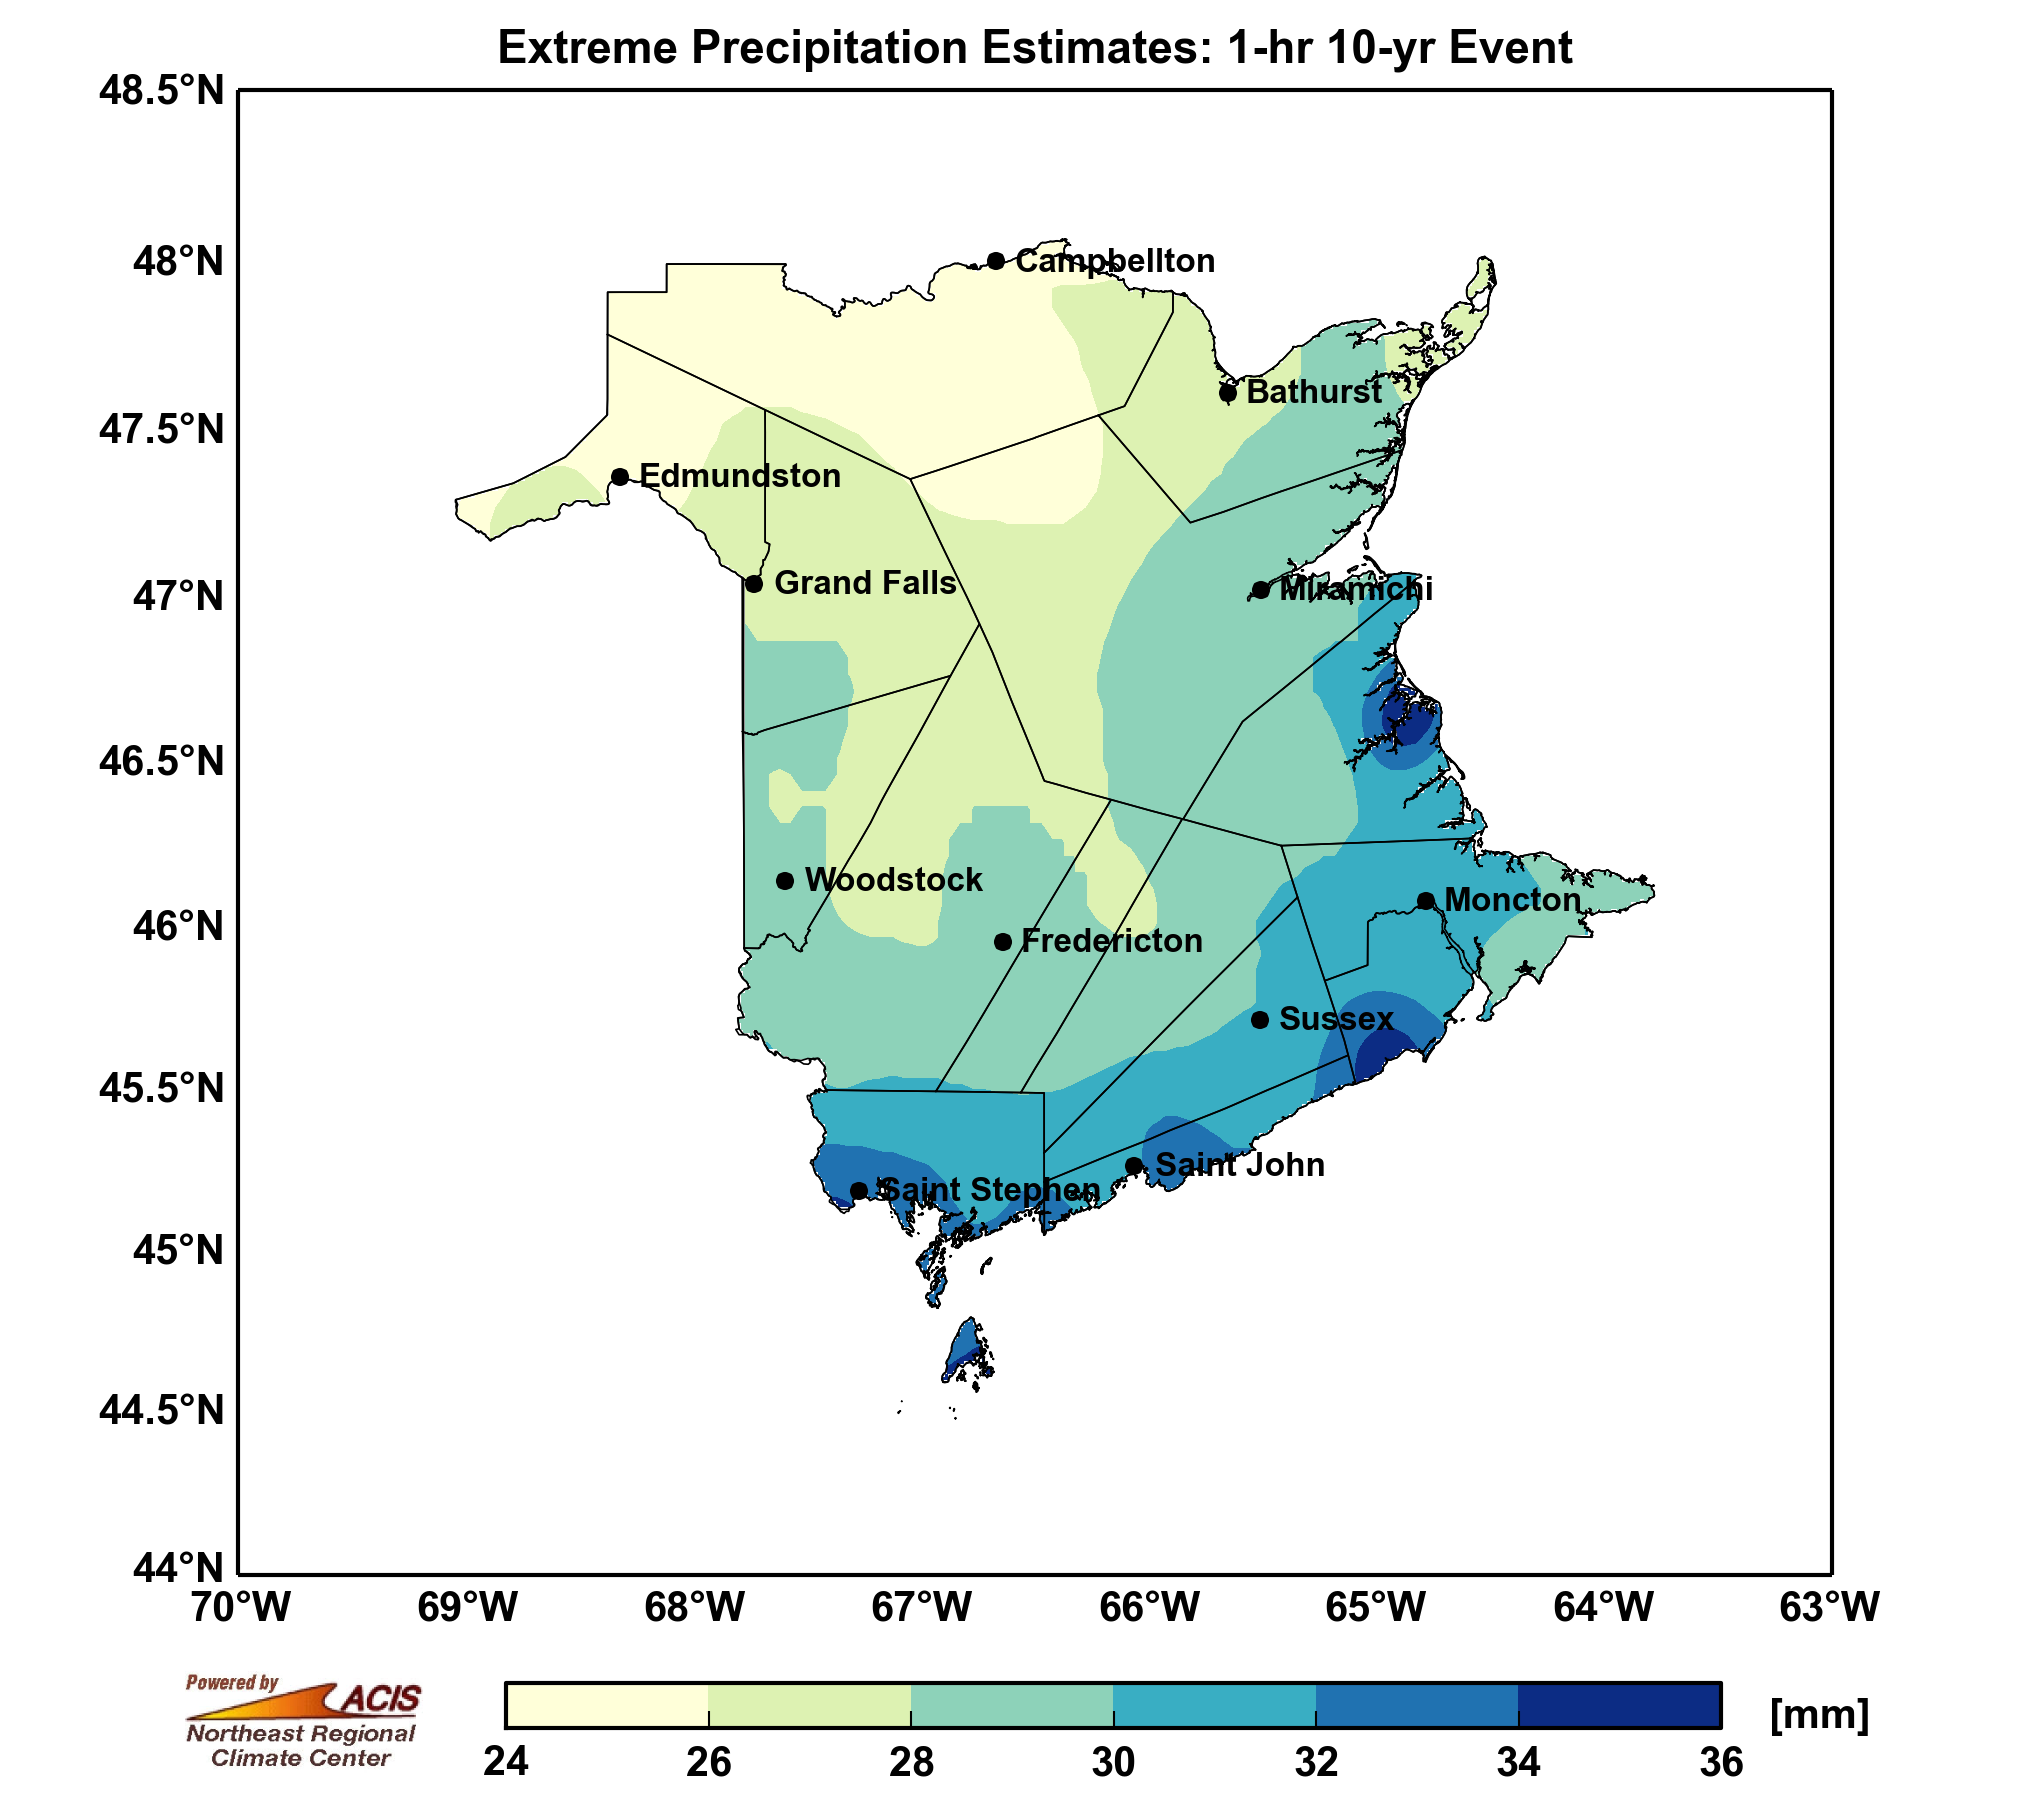 Extreme Precipitation Estimates: 1-hr 10-yr Event
48.5°N
48°N
47.5°N
47°N
46.5°N
46°N
45.5°N
45°N
44.5°N
44°N
Campbellton
Bathurst
Edmundston
Grand Falls
Miramichi
Woodstock
Moncton
Fredericton
Sussex
Saint John
Saint Stephen
70°W 69°W 68°W 67°W 66°W 65°W 64°W 63°W
Powered by
ACIS
Northeast Regional
Climate Center
[mm]
24 26 28 30 32 34 36